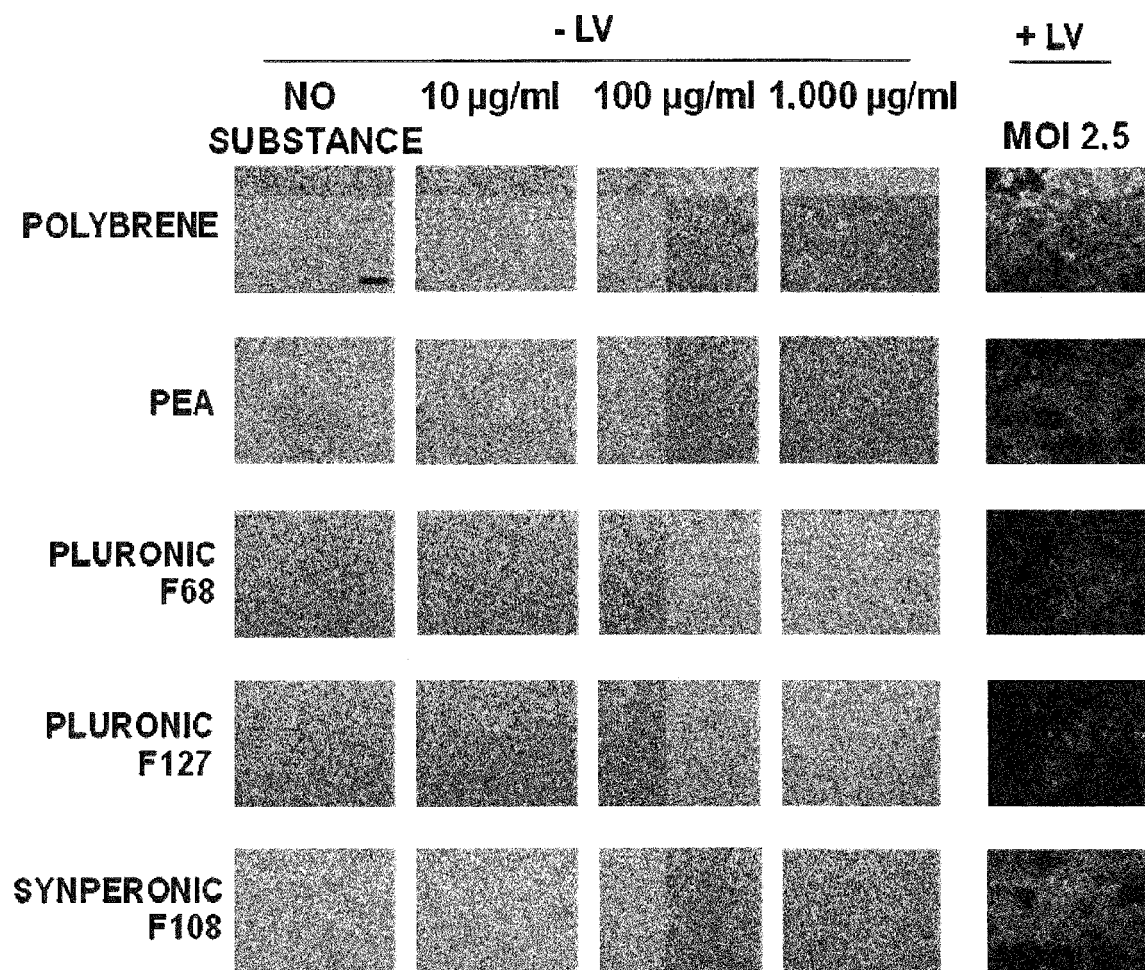 - LV
+ LV
NO SUBSTANCE
10 µg/ml
100 µg/ml
1.000 µg/ml
MOI 2.5
POLYBRENE
PEA
PLURONIC
F68
PLURONIC
F127
SYNPERONIC
F108